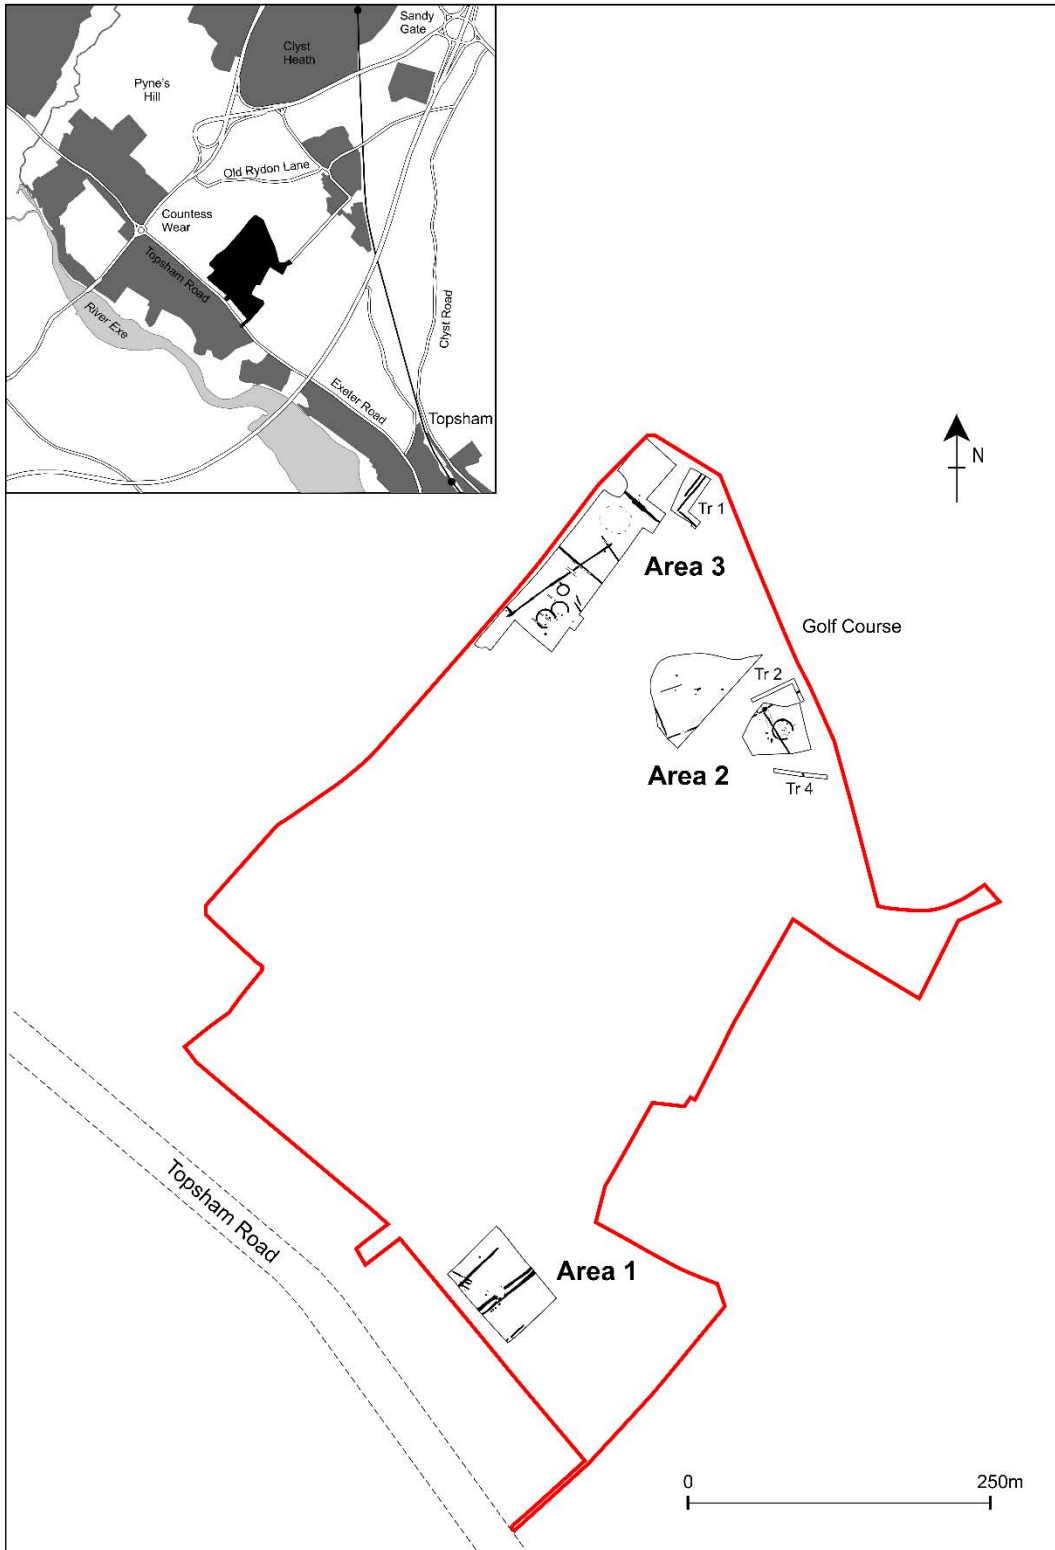 Sandy
Gate
Clyst
Heath
Pyne's
Hill
Old Rydon Lane
Countess
Wear
Topsham Road
River Exe
Clyst Road
Exeter Road
Topsham
N
Tr 1
Area 3
Golf Course
Tr 2
Area 2
Tr 4
Topsham Road
Area 1
0
250m